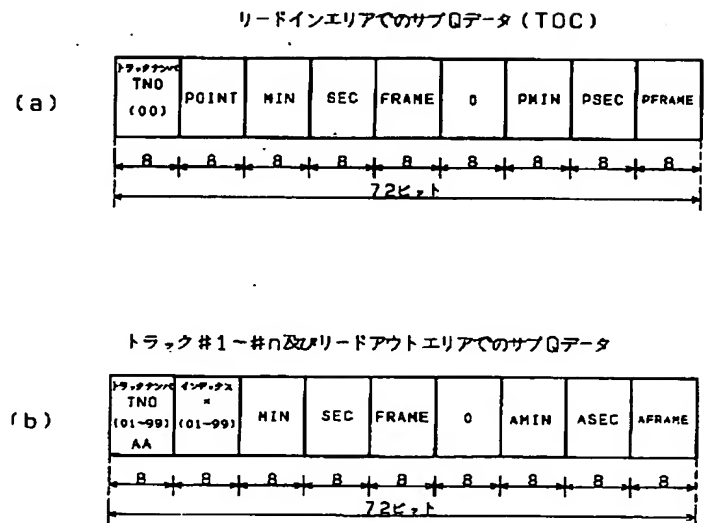 リードインエリアでのサブQデータ(TOC)
(a)
トラックナンバ
TNO
(00)
POINT
MIN
SEC
FRAME
0
PMIN
PSEC
PFRAME
8 8 8 8 8 8 8 8 8
72ビット
トラック#1~#n及びリードアウトエリアでのサブQデータ
(b)
トラックナンバ
TNO
(01~99)
AA
インデックス
×
(01~99)
MIN
SEC
FRAME
0
AMIN
ASEC
AFRAME
8 8 8 8 8 8 8 8 8
72ビット